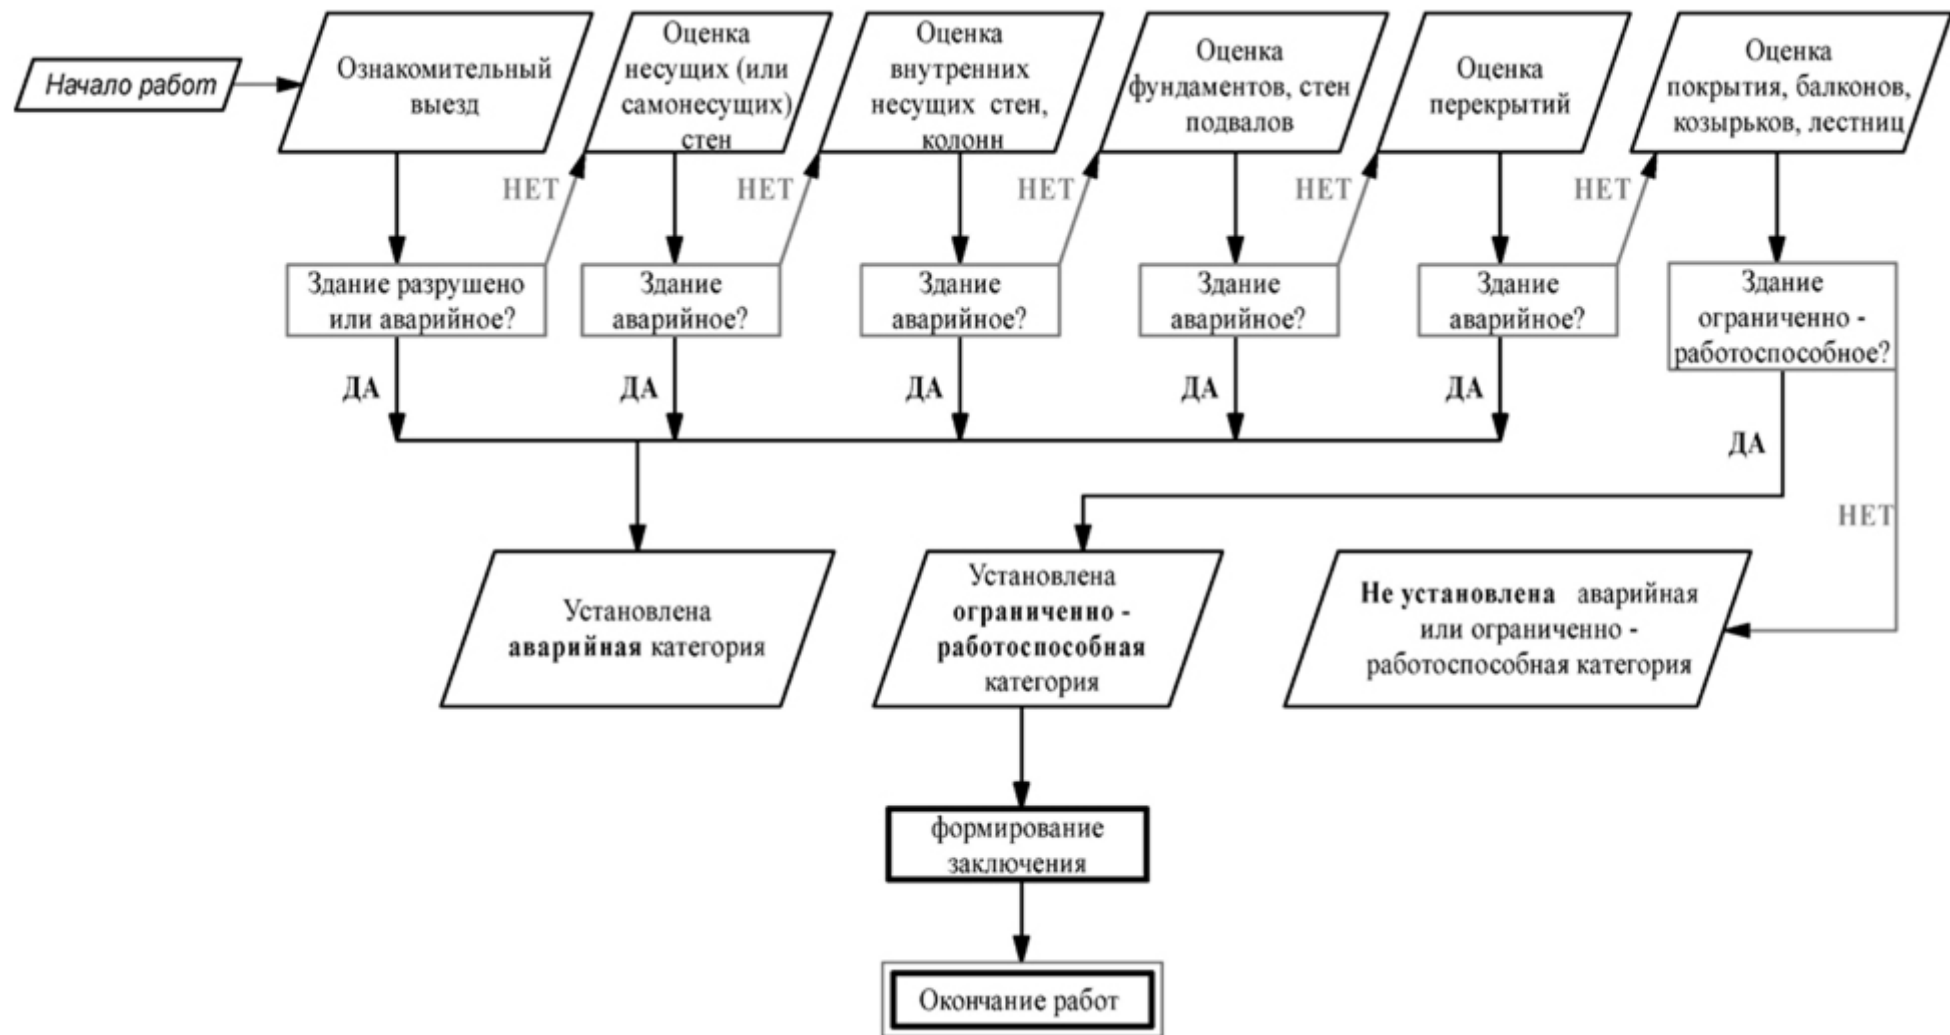 Начало работ
Ознакомительный
выезд
Оценка
несущих (или
самонесущих)
стен
Оценка
внутренних
несущих стен,
колонн
Оценка
фундаментов, стен
подвалов
Оценка
перекрытий
Оценка
покрытия, балконов,
козырьков, лестниц
НЕТ
НЕТ
НЕТ
НЕТ
НЕТ
Здание разрушено
или аварийное?
Здание
аварийное?
Здание
аварийное?
Здание
аварийное?
Здание
аварийное?
Здание
ограниченно -
работоспособное?
ДА
ДА
ДА
ДА
ДА
ДА
НЕТ
Установлена
аварийная категория
Установлена
ограниченно -
работоспособная
категория
Не установлена аварийная
или ограниченно -
работоспособная категория
формирование
заключения
Окончание работ